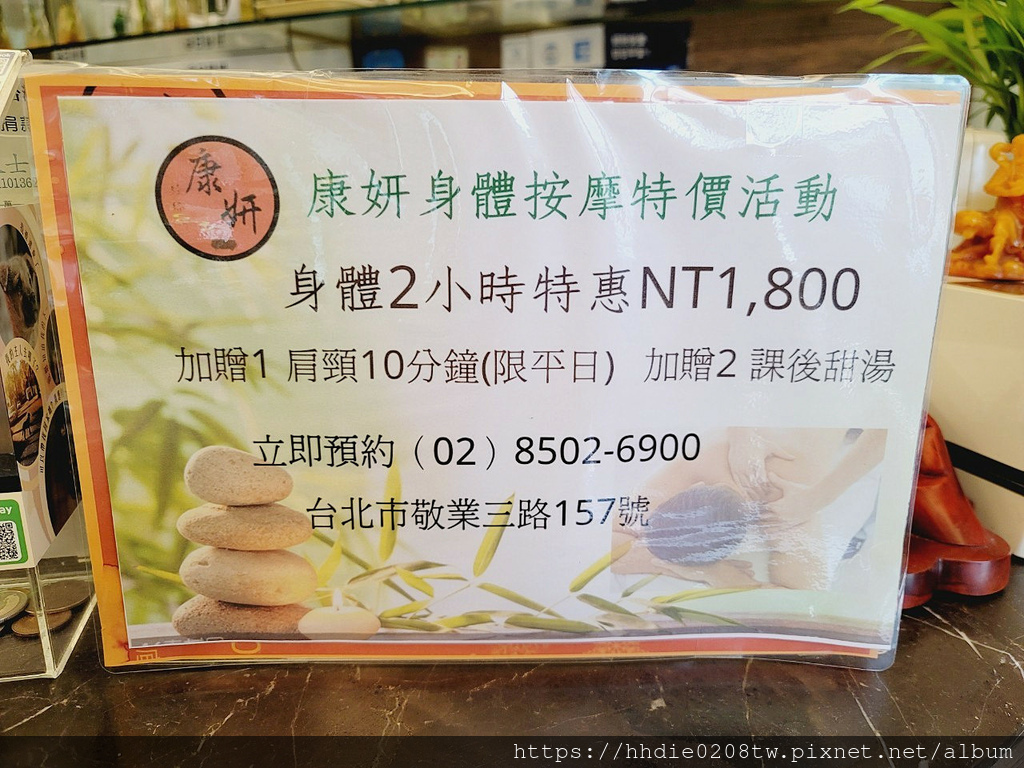 康妍
康妍身體按摩特價活動
身體2小時特惠NT1,800
加贈1 肩頸10分鐘(限平日) 加贈2 課後甜湯
立即預約（02）8502-6900
台北市敬業三路157號
https://hhdie0208tw.pixnet.net/album